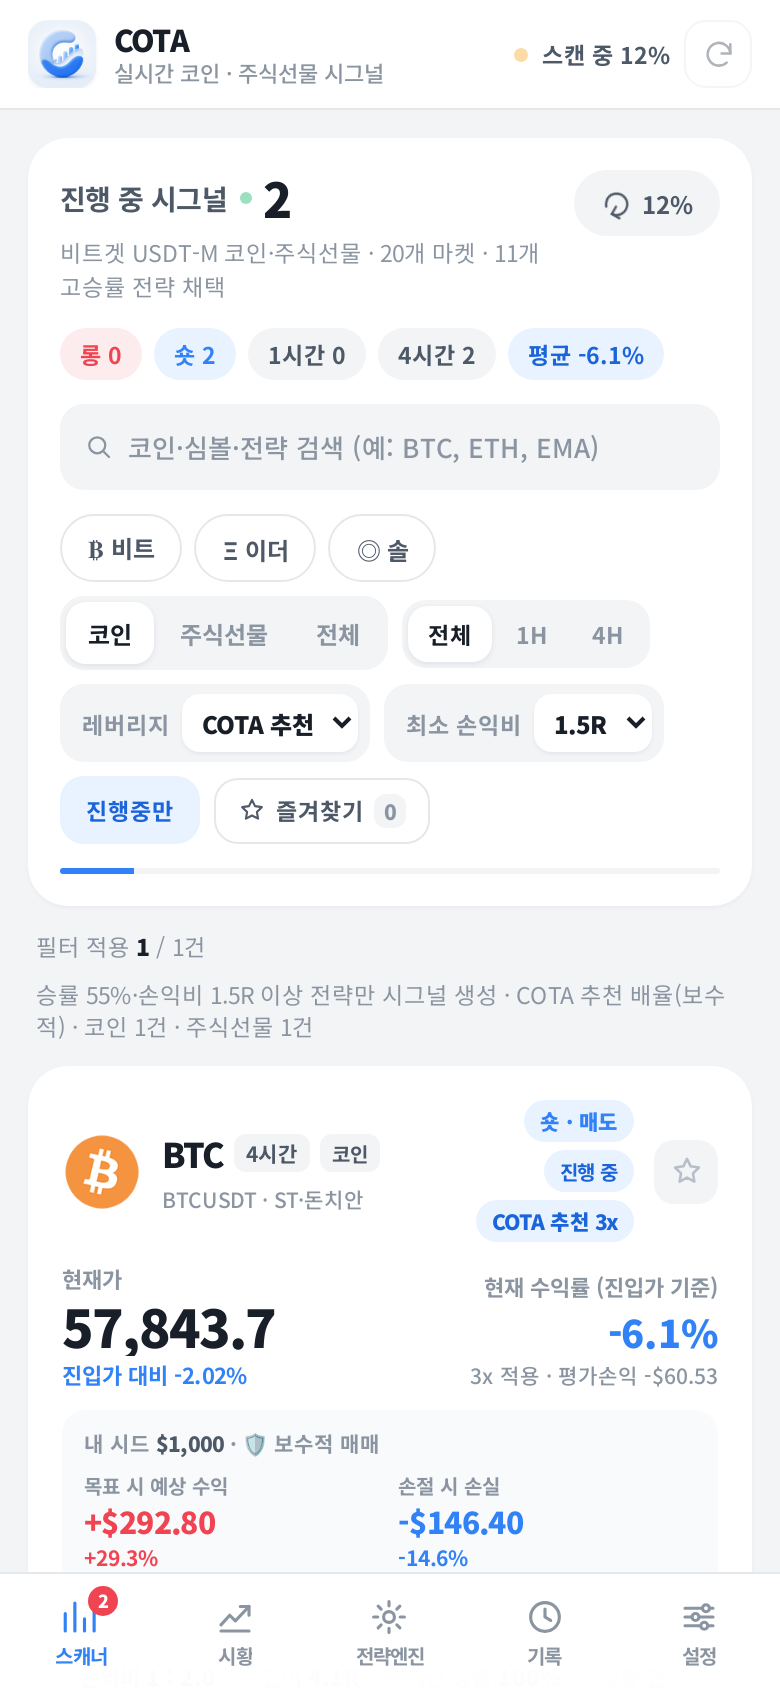 COTA
실시간 코인 · 주식선물 시그널
스캔 중 12%
진행 중 시그널 2
12%
비트겟 USDT-M 코인·주식선물 · 20개 마켓 · 11개
고승률 전략 채택
롱 0 숏 2 1시간 0 4시간 2 평균 -6.1%
코인·심볼·전략 검색 (예: BTC, ETH, EMA)
₿ 비트 Ξ 이더 ◎ 솔
코인 주식선물 전체 전체 1H 4H
레버리지 COTA 추천 최소 손익비 1.5R
진행중만 즐겨찾기 0
필터 적용 1 / 1건
승률 55%·손익비 1.5R 이상 전략만 시그널 생성 · COTA 추천 배율(보수
적) · 코인 1건 · 주식선물 1건
BTC 4시간 코인
BTCUSDT · ST·돈치안
숏 · 매도
진행 중
COTA 추천 3x
현재가
57,843.7
진입가 대비 -2.02%
현재 수익률 (진입가 기준)
-6.1%
3x 적용 · 평가손익 -$60.53
내 시드 $1,000 · 🛡️ 보수적 매매
목표 시 예상 수익 손절 시 손실
+$292.80 -$146.40
+29.3% -14.6%
2
스캐너 시황 전략엔진 기록 설정